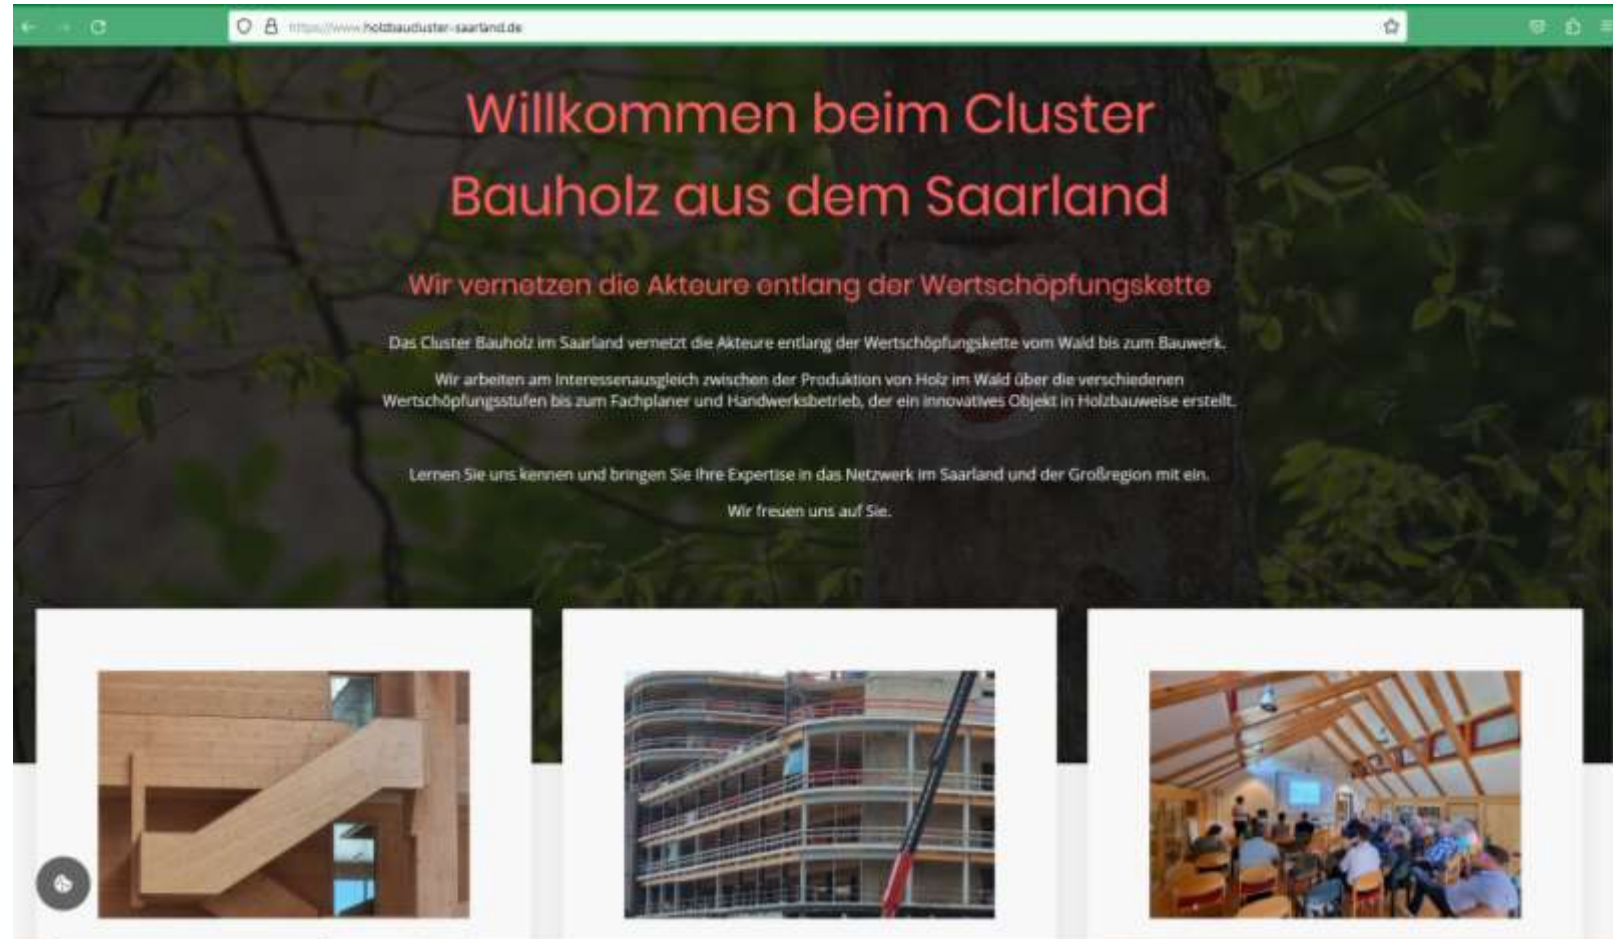 https://www.holzbaucluster-saarland.de
Willkommen beim Cluster
Bauholz aus dem Saarland
Wir vernetzen die Akteure entlang der Wertschöpfungskette
Das Cluster Bauholz im Saarland vernetzt die Akteure entlang der Wertschöpfungskette vom Wald bis zum Bauwerk.
Wir arbeiten am Interessenausgleich zwischen der Produktion von Holz im Wald über die verschiedenen
Wertschöpfungsstufen bis zum Fachplaner und Handwerksbetrieb, der ein innovatives Objekt in Holzbauweise erstellt.
Lernen Sie uns kennen und bringen Sie Ihre Expertise in das Netzwerk im Saarland und der Großregion mit ein.
Wir freuen uns auf Sie.